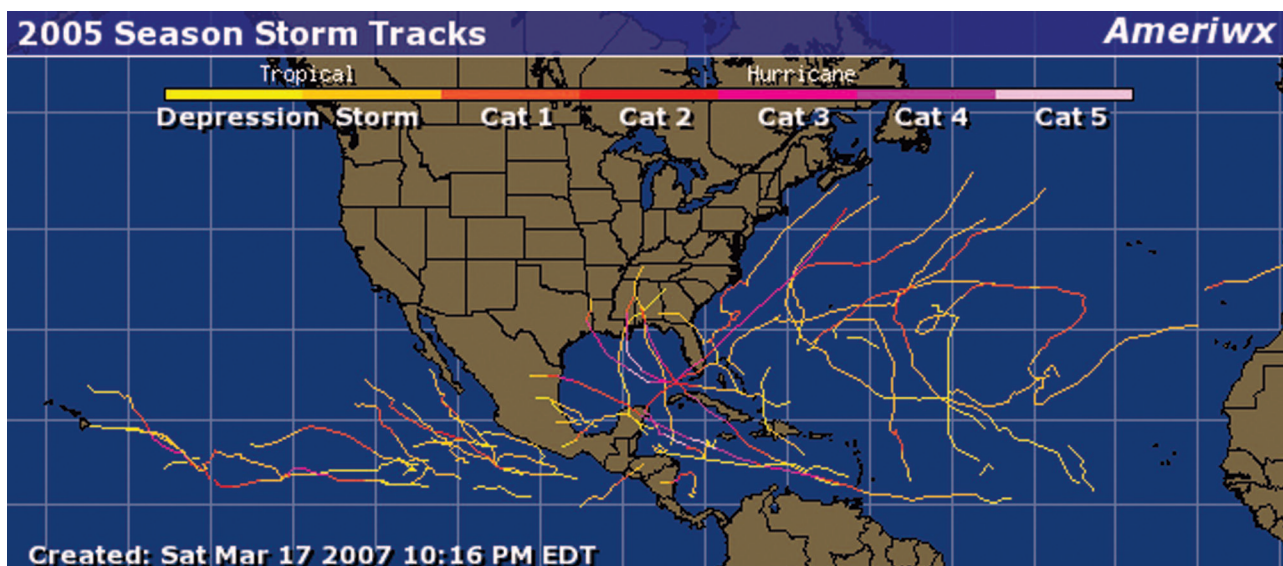 2005 Season Storm Tracks Ameriwx
Tropical Hurricane
Depression Storm Cat 1 Cat 2 Cat 3 Cat 4 Cat 5
Created: Sat Mar 17 2007 10:16 PM EDT